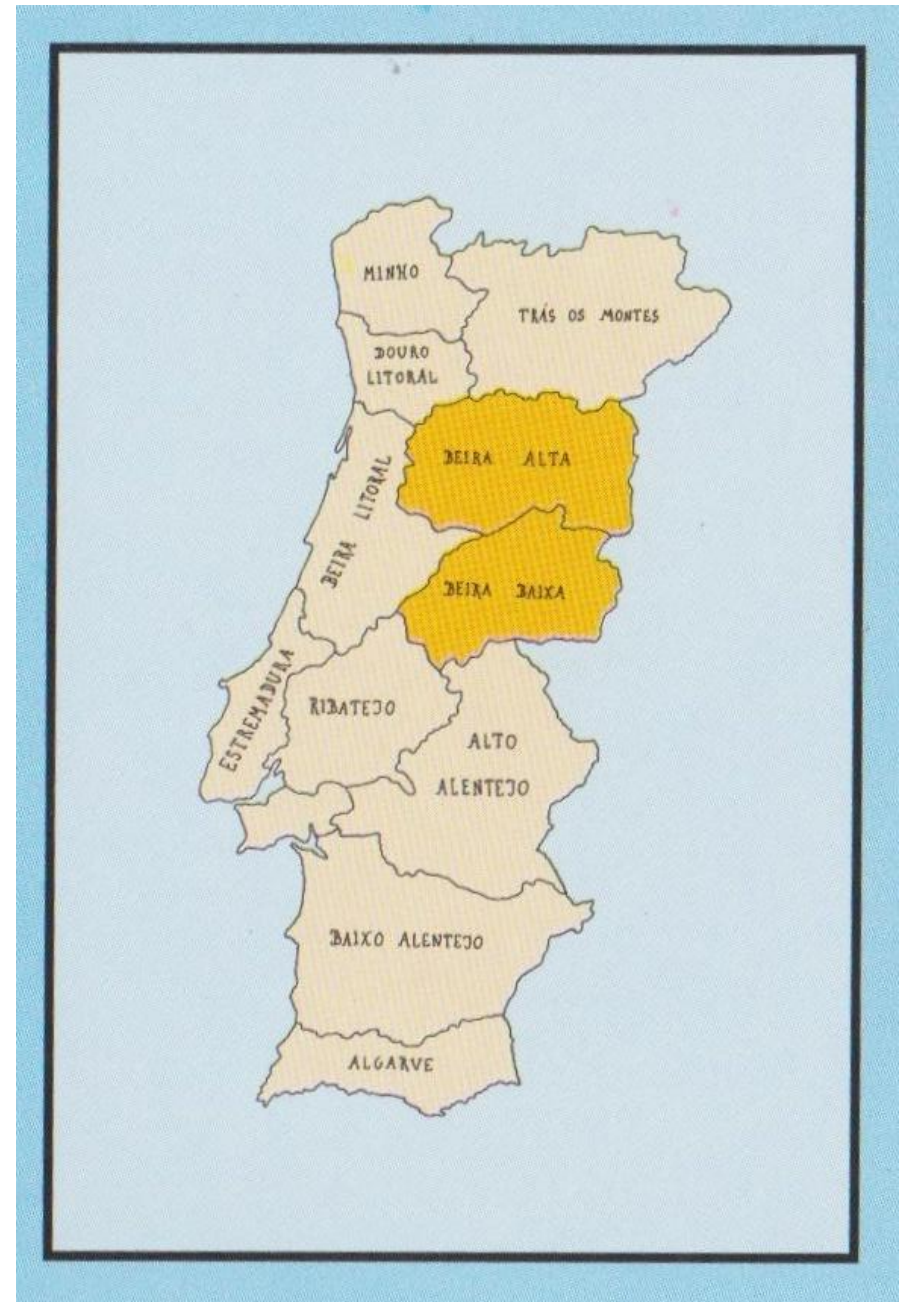 MINHO
TRÁS OS MONTES
DOURO
LITORAL
BEIRA ALTA
BEIRA LITORAL
BEIRA BAIXA
ESTREMADURA
RIBATEJO
ALTO
ALENTEJO
BAIXO ALENTEJO
ALGARVE